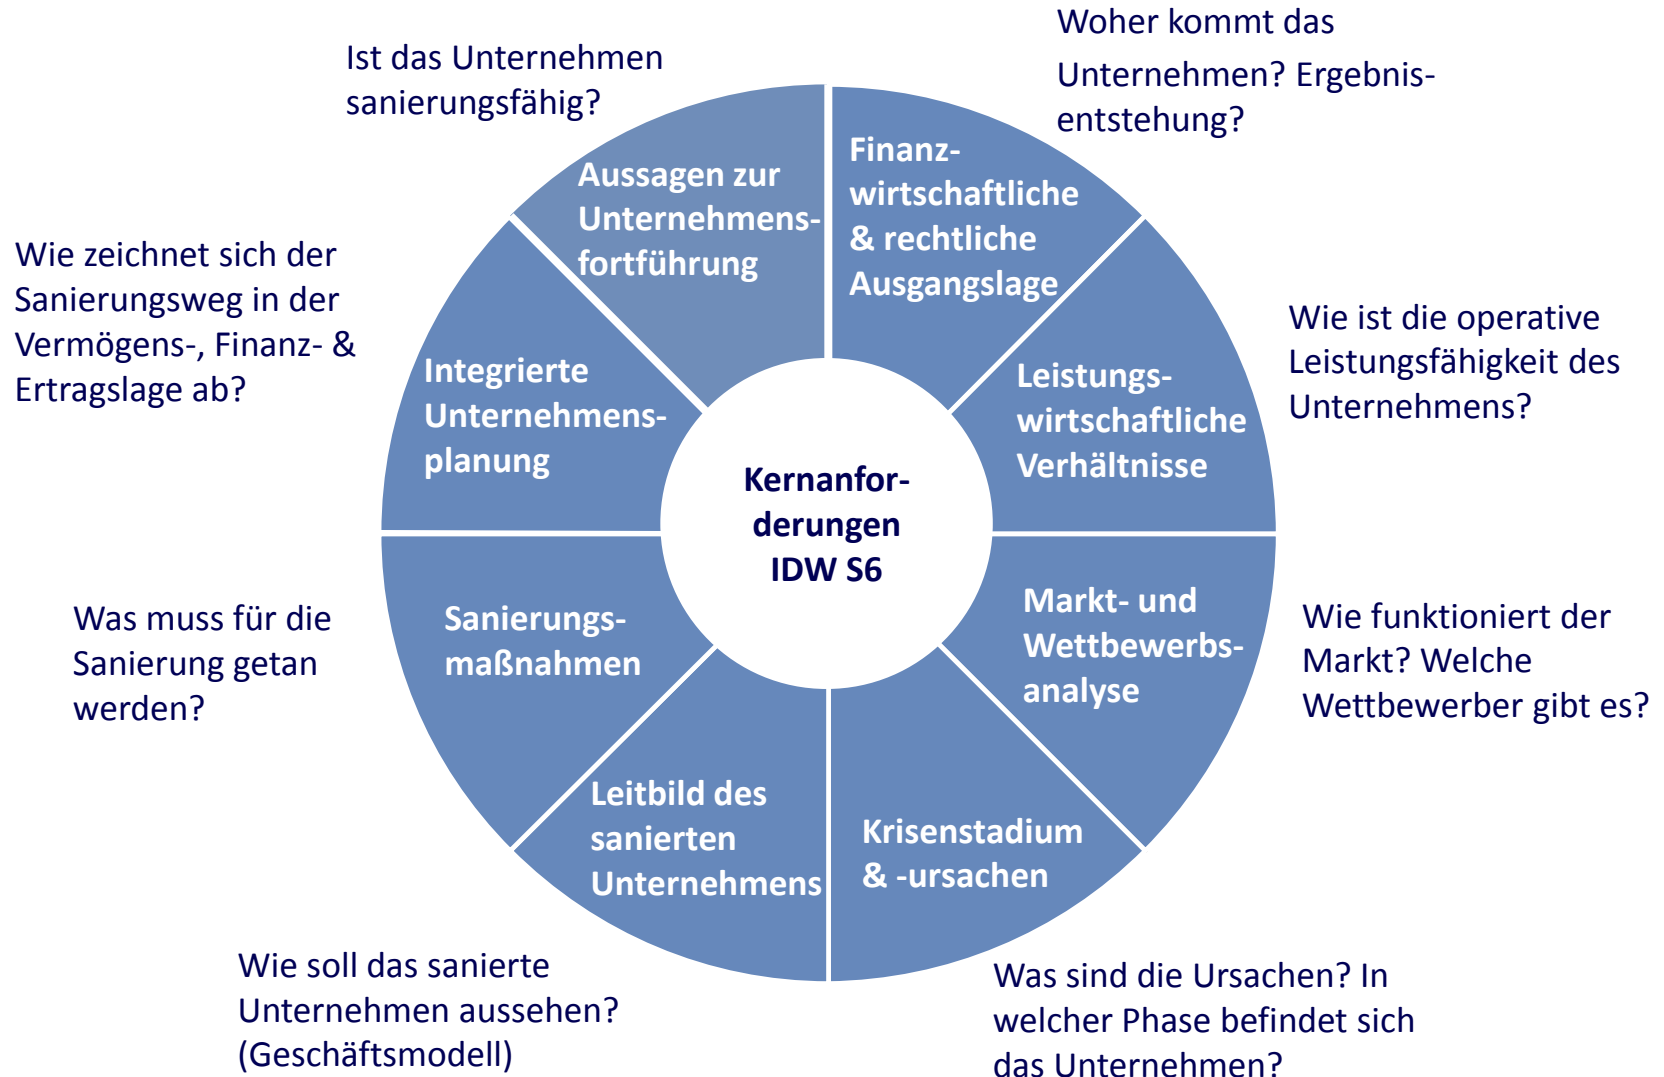 Woher kommt das
Unternehmen? Ergebnis-
entstehung?
Finanz-
wirtschaftliche
& rechtliche
Ausgangslage
Wie ist die operative
Leistungsfähigkeit des
Unternehmens?
Leistungs-
wirtschaftliche
Verhältnisse
Markt- und
Wettbewerbs-
analyse
Wie funktioniert der
Markt? Welche
Wettbewerber gibt es?
Krisenstadium
& -ursachen
Was sind die Ursachen? In
welcher Phase befindet sich
das Unternehmen?
Leitbild des
sanierten
Unternehmens
Wie soll das sanierte
Unternehmen aussehen?
(Geschäftsmodell)
Sanierungs-
maßnahmen
Was muss für die
Sanierung getan
werden?
Integrierte
Unternehmens-
planung
Wie zeichnet sich der
Sanierungsweg in der
Vermögens-, Finanz- &
Ertragslage ab?
Aussagen zur
Unternehmens-
fortführung
Ist das Unternehmen
sanierungsfähig?
Kernanfor-
derungen
IDW S6